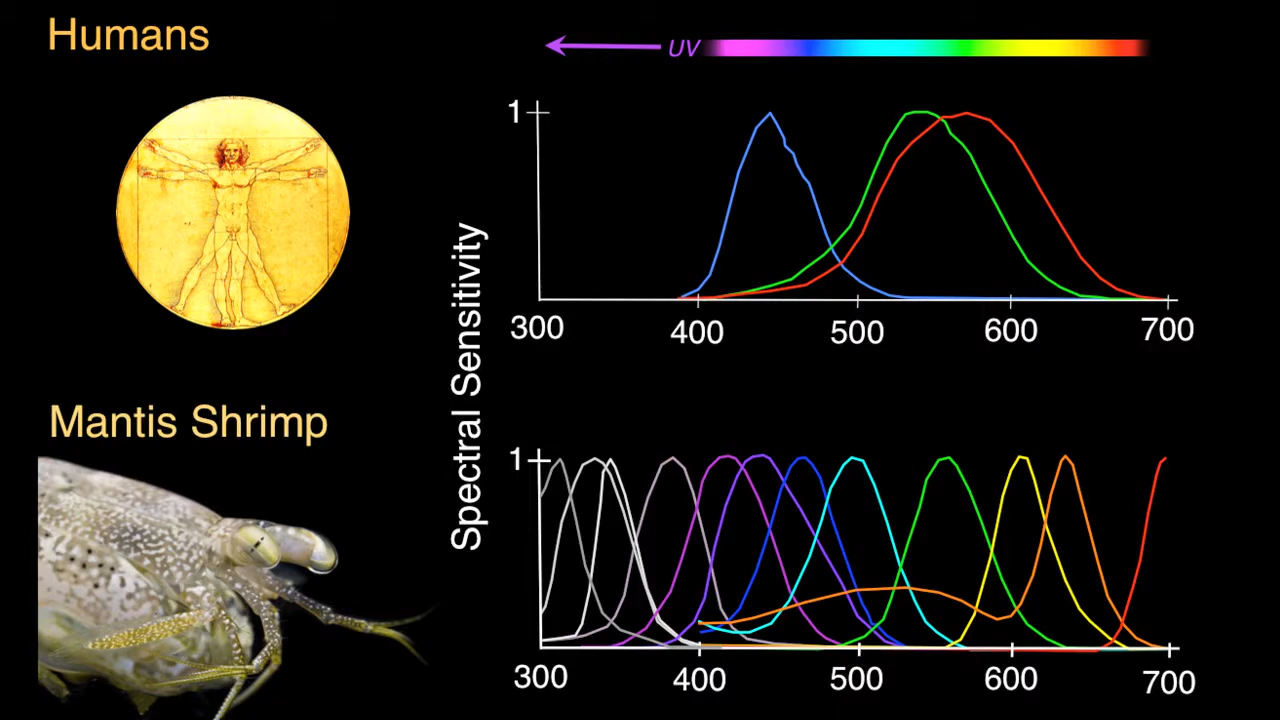 Humans
UV
1
300 400 500 600 700
Spectral Sensitivity
Mantis Shrimp
1
300 400 500 600 700